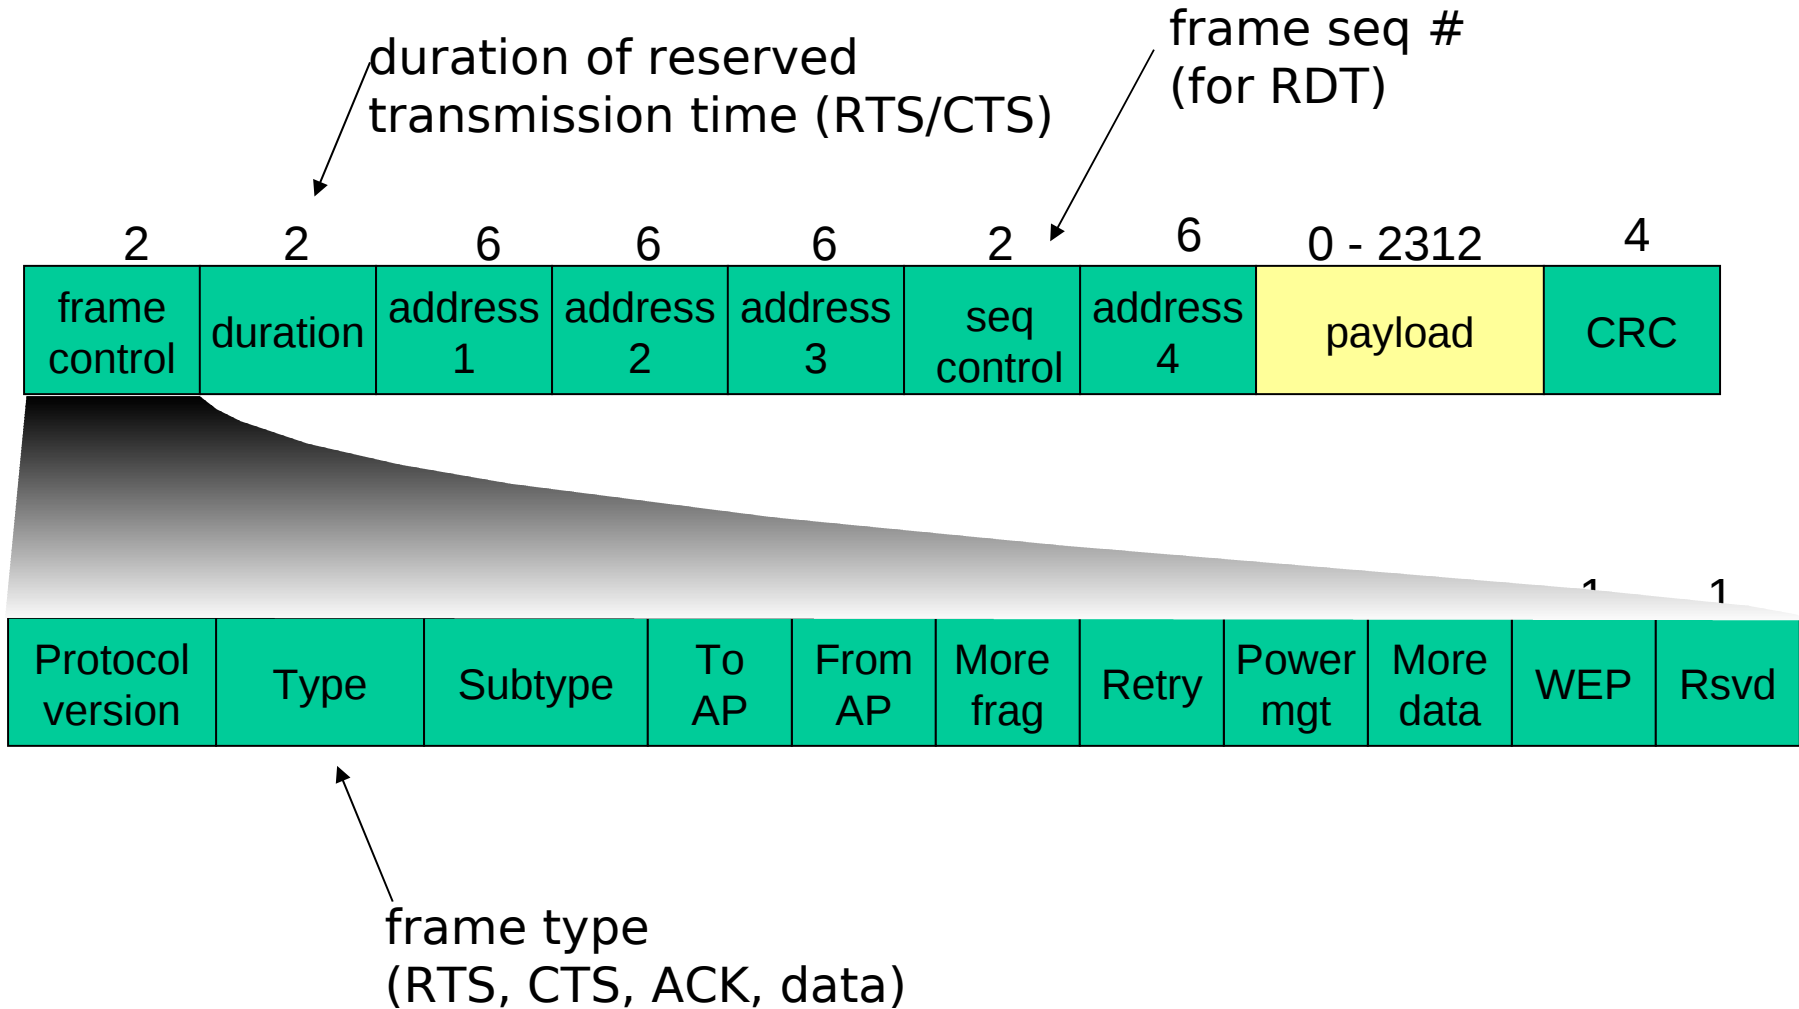 frame seq #
(for RDT)
duration of reserved
transmission time (RTS/CTS)
2 2 6 6 6 2 6 0 - 2312 4
frame
control
duration
address
1
address
2
address
3
seq
control
address
4
payload
CRC
1 1
Protocol
version
Type
Subtype
To
AP
From
AP
More
frag
Retry
Power
mgt
More
data
WEP
Rsvd
frame type
(RTS, CTS, ACK, data)